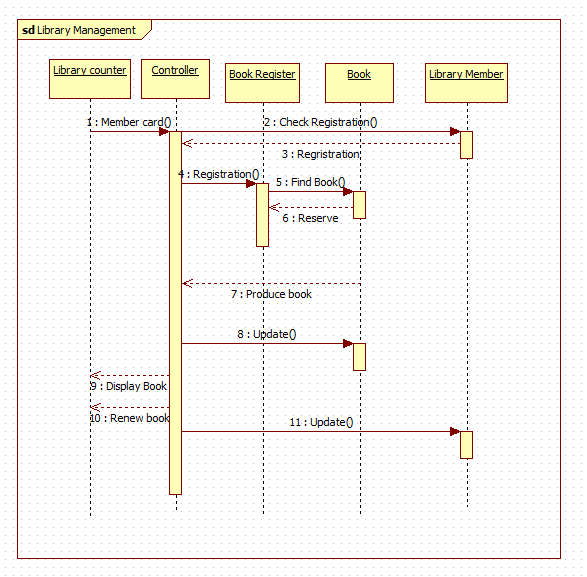 sd Library Management
Library counter
Controller
Book Register
Book
Library Member
1 : Member card()
2 : Check Registration()
3 : Regristration
4 : Registration()
5 : Find Book()
6 : Reserve
7 : Produce book
8 : Update()
9 : Display Book
10 : Renew book
11 : Update()